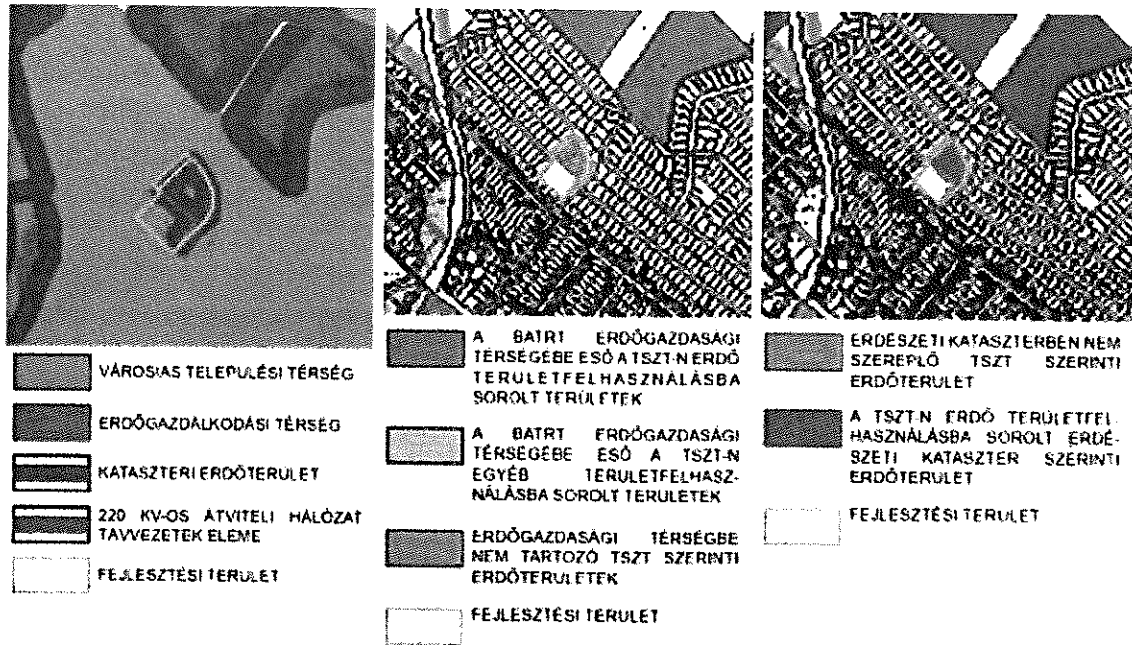 VÁROSIAS TELEPÜLÉSI TÉRSÉG
ERDŐGAZDÁLKODÁSI TÉRSÉG
KATASZTERI ERDŐTERÜLET
220 KV-OS ÁTVITELI HÁLÓZAT
TÁVVEZETÉK ELEME
FEJLESZTÉSI TERÜLET
A BATRT ERDŐGAZDASÁGI
TÉRSÉGÉBE ESŐ A TSZT-N ERDŐ
TERÜLETFELHASZNÁLÁSBA
SOROLT TERÜLETEK
A BATRT ERDŐGAZDASÁGI
TÉRSÉGÉBE ESŐ A TSZT-N
EGYÉB TERÜLETFELHASZ-
NÁLÁSBA SOROLT TERÜLETEK
ERDŐGAZDASÁGI TÉRSÉGBE
NEM TARTOZÓ TSZT SZERINTI
ERDŐTERÜLETEK
FEJLESZTÉSI TERÜLET
ERDÉSZETI KATASZTERBEN NEM
SZEREPLŐ TSZT SZERINTI
ERDŐTERÜLET
A TSZT-N ERDŐ TERÜLETFEL-
HASZNÁLÁSBA SOROLT ERDÉ-
SZETI KATASZTER SZERINTI
ERDŐTERÜLET
FEJLESZTÉSI TERÜLET